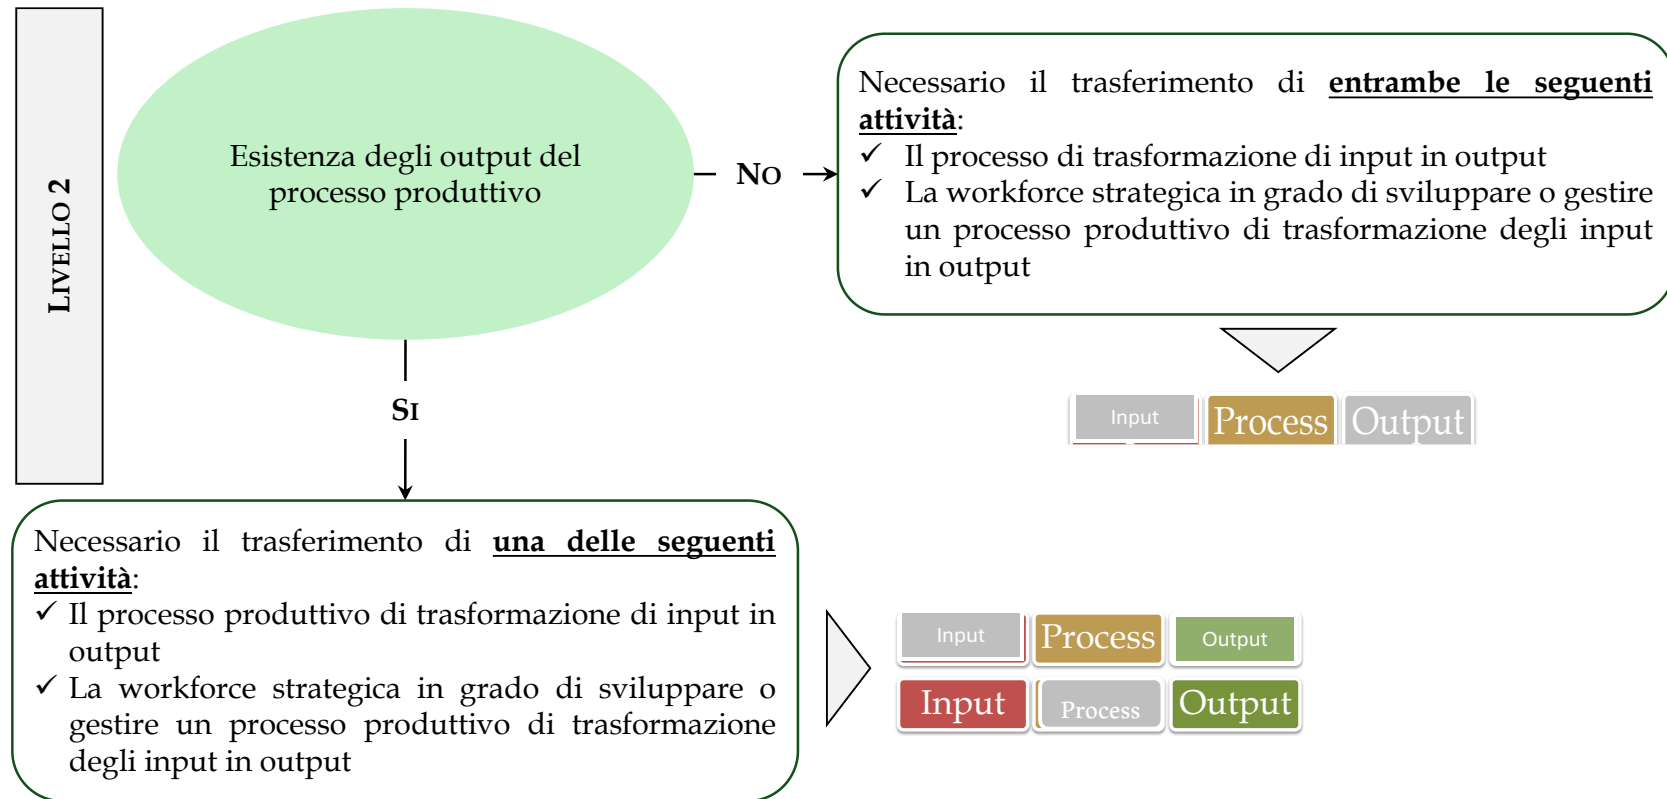 LIVELLO 2
Esistenza degli output del
processo produttivo
NO
Necessario il trasferimento di entrambe le seguenti
attività:
✓ Il processo di trasformazione di input in output
✓ La workforce strategica in grado di sviluppare o gestire
un processo produttivo di trasformazione degli input
in output
Input Process Output
SI
Necessario il trasferimento di una delle seguenti
attività:
✓ Il processo produttivo di trasformazione di input in
output
✓ La workforce strategica in grado di sviluppare o
gestire un processo produttivo di trasformazione
degli input in output
Input Process Output
Input Process Output